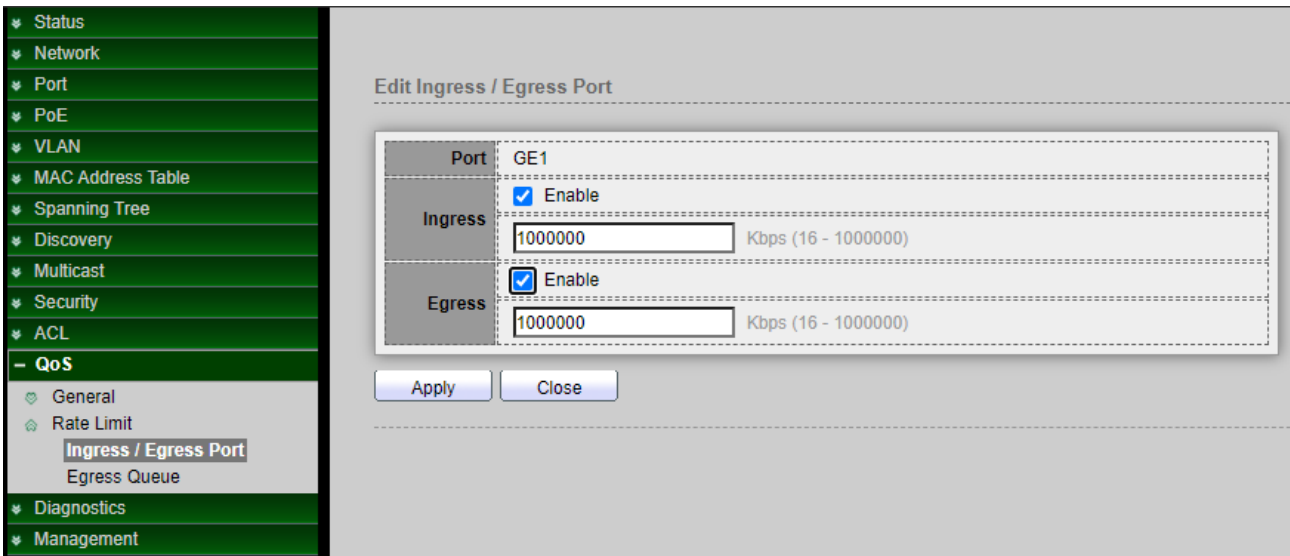 Status
Network
Port
PoE
VLAN
MAC Address Table
Spanning Tree
Discovery
Multicast
Security
ACL
QoS
General
Rate Limit
Ingress / Egress Port
Egress Queue
Diagnostics
Management
Edit Ingress / Egress Port
Port GE1
Ingress
Enable
1000000 Kbps (16 - 1000000)
Egress
Enable
1000000 Kbps (16 - 1000000)
Apply Close